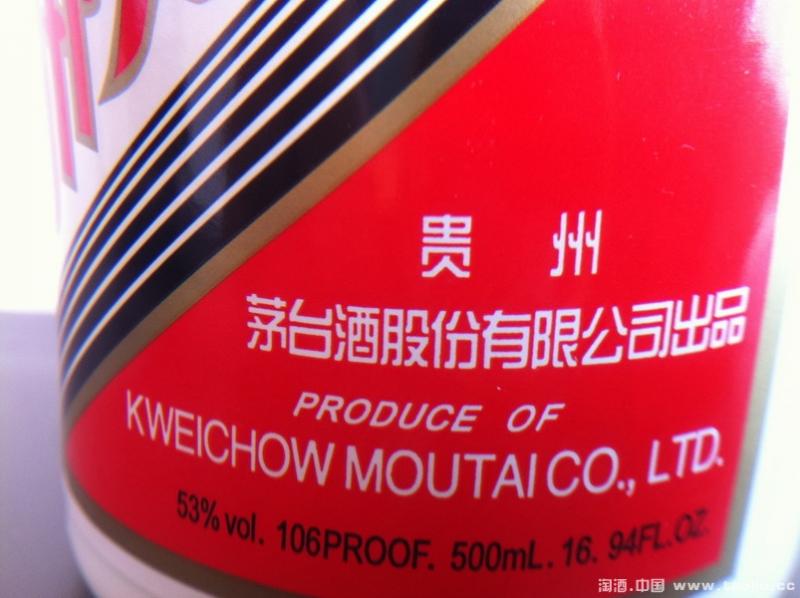 贵州
茅台酒股份有限公司出品
PRODUCE OF
KWEICHOW MOUTAI CO., LTD.
53% vol. 106PROOF. 500mL. 16. 94FL.OZ.
淘酒.中国